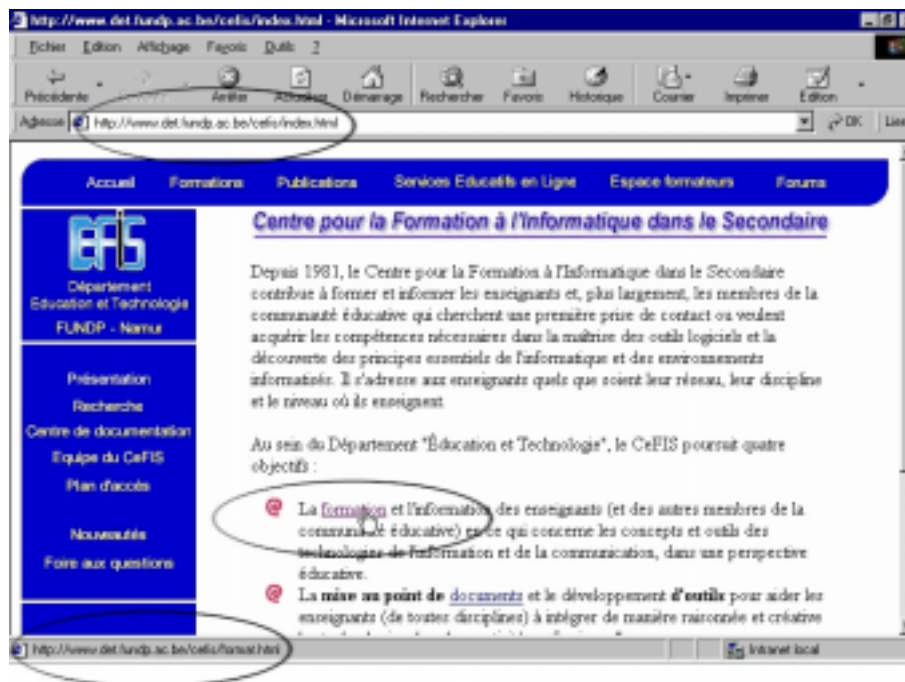 http://www.det.fundp.ac.be/cefis/index.html - Microsoft Internet Explorer
Fichier Edition Affichage Favoris Outils ?
Précédente Arrêter Actualiser Démarrage Rechercher Favoris Historique Courrier Imprimer Edition
Adresse http://www.det.fundp.ac.be/cefis/index.html OK Lien
Accueil Formations Publications Services Educatifs en Ligne Espace formateurs Forums
CEFIS
Département
Education et Technologie
FUNDP - Namur
Présentation
Recherche
Centre de documentation
Equipe du CeFIS
Plan d'accès
Nouveautés
Foire aux questions
Centre pour la Formation à l'Informatique dans le Secondaire
Depuis 1981, le Centre pour la Formation à l'Informatique dans le Secondaire
contribue à former et informer les enseignants et, plus largement, les membres de la
communauté éducative qui cherchent une première prise de contact ou veulent
acquérir les compétences nécessaires dans la maîtrise des outils logiciels et la
découverte des principes essentiels de l'informatique et des environnements
informatisés. Il s'adresse aux enseignants quels que soient leur réseau, leur discipline
et le niveau où ils enseignent.
Au sein du Département "Éducation et Technologie", le CeFIS poursuit quatre
objectifs :
@ La formation et l'information des enseignants (et des autres membres de la
communauté éducative) en ce qui concerne les concepts et outils des
technologies de l'information et de la communication, dans une perspective
éducative.
@ La mise au point de documents et le développement d'outils pour aider les
enseignants (de toutes disciplines) à intégrer de manière raisonnée et créative
http://www.det.fundp.ac.be/cefis/format.html Intranet local